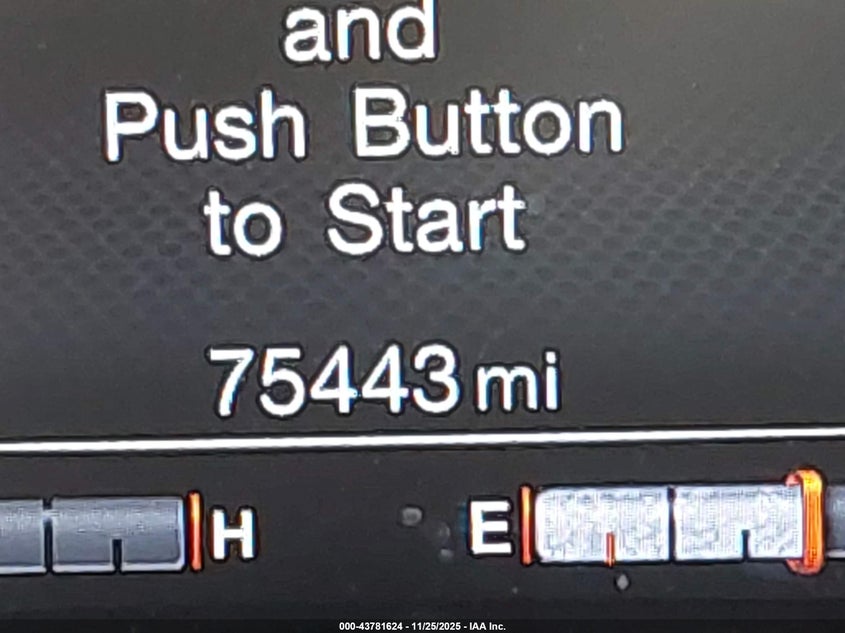 and
Push Button
to Start
75443 mi
H E
000-43781624 - 11/25/2025 - IAA Inc.